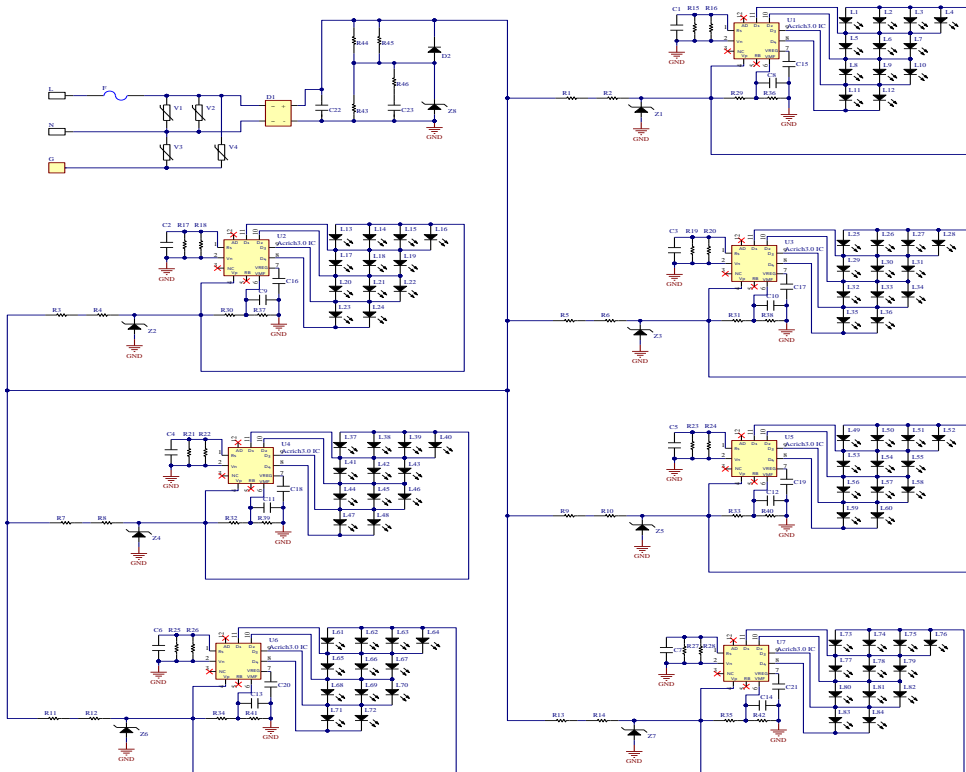 L
F
V1
V2
N
G
V3
V4
D1
− +
− +
C22
R44
R45
R46
R43
C23
D2
Z8
GND
C1 R15 R16
GND
U1
Acrich3.0 IC
C8
C15
R1 R2 R29 R36
Z1
GND
GND
L1 L2 L3 L4
L5 L6 L7
L8 L9 L10
L11 L12
C2 R17 R18
GND
U2
Acrich3.0 IC
C9
C16
R3 R4 R30 R37
Z2
GND
GND
L13 L14 L15 L16
L17 L18 L19
L20 L21 L22
L23 L24
C3 R19 R20
GND
U3
Acrich3.0 IC
C10
C17
R5 R6 R31 R38
Z3
GND
GND
L25 L26 L27 L28
L29 L30 L31
L32 L33 L34
L35 L36
C4 R21 R22
GND
U4
Acrich3.0 IC
C11
C18
R7 R8 R32 R39
Z4
GND
GND
L37 L38 L39 L40
L41 L42 L43
L44 L45 L46
L47 L48
C5 R23 R24
GND
U5
Acrich3.0 IC
C12
C19
R9 R10 R33 R40
Z5
GND
GND
L49 L50 L51 L52
L53 L54 L55
L56 L57 L58
L59 L60
C6 R25 R26
GND
U6
Acrich3.0 IC
C13
C20
R11 R12 R34 R41
Z6
GND
GND
L61 L62 L63 L64
L65 L66 L67
L68 L69 L70
L71 L72
C7 R27 R28
GND
U7
Acrich3.0 IC
C14
C21
R13 R14 R35 R42
Z7
GND
GND
L73 L74 L75 L76
L77 L78 L79
L80 L81 L82
L83 L84